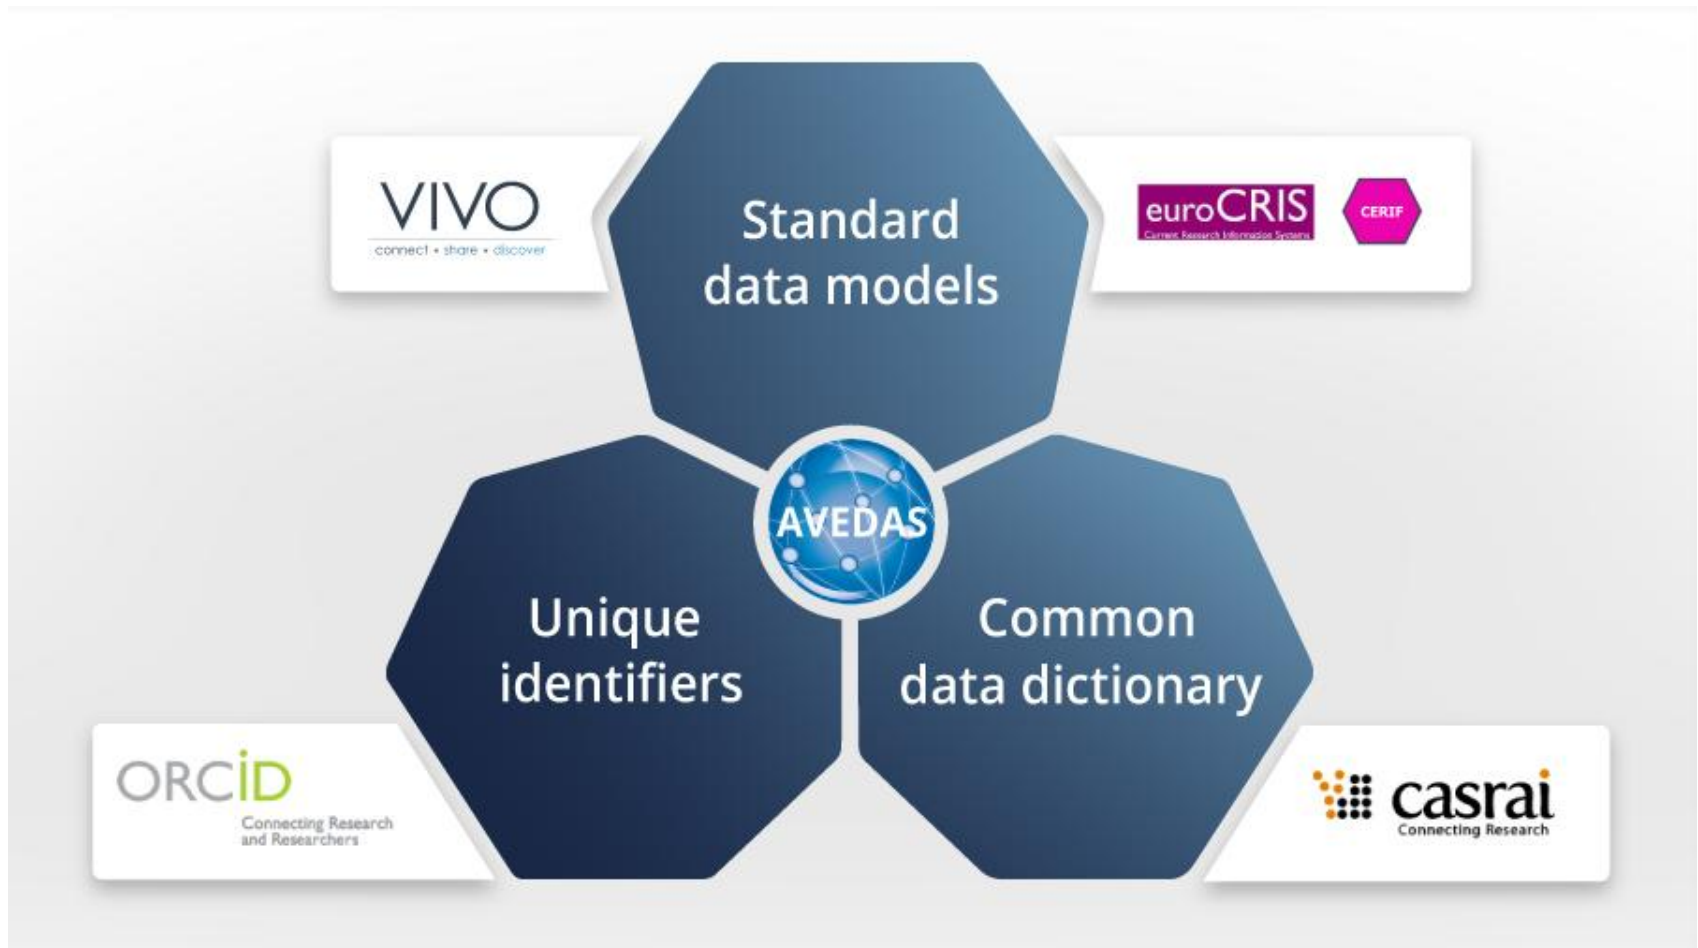 VIVO
connect • share • discover
Standard
data models
euroCRIS
Current Research Information Systems
CERIF
AVEDAS
Unique
identifiers
Common
data dictionary
ORCiD
Connecting Research
and Researchers
casrai
Connecting Research